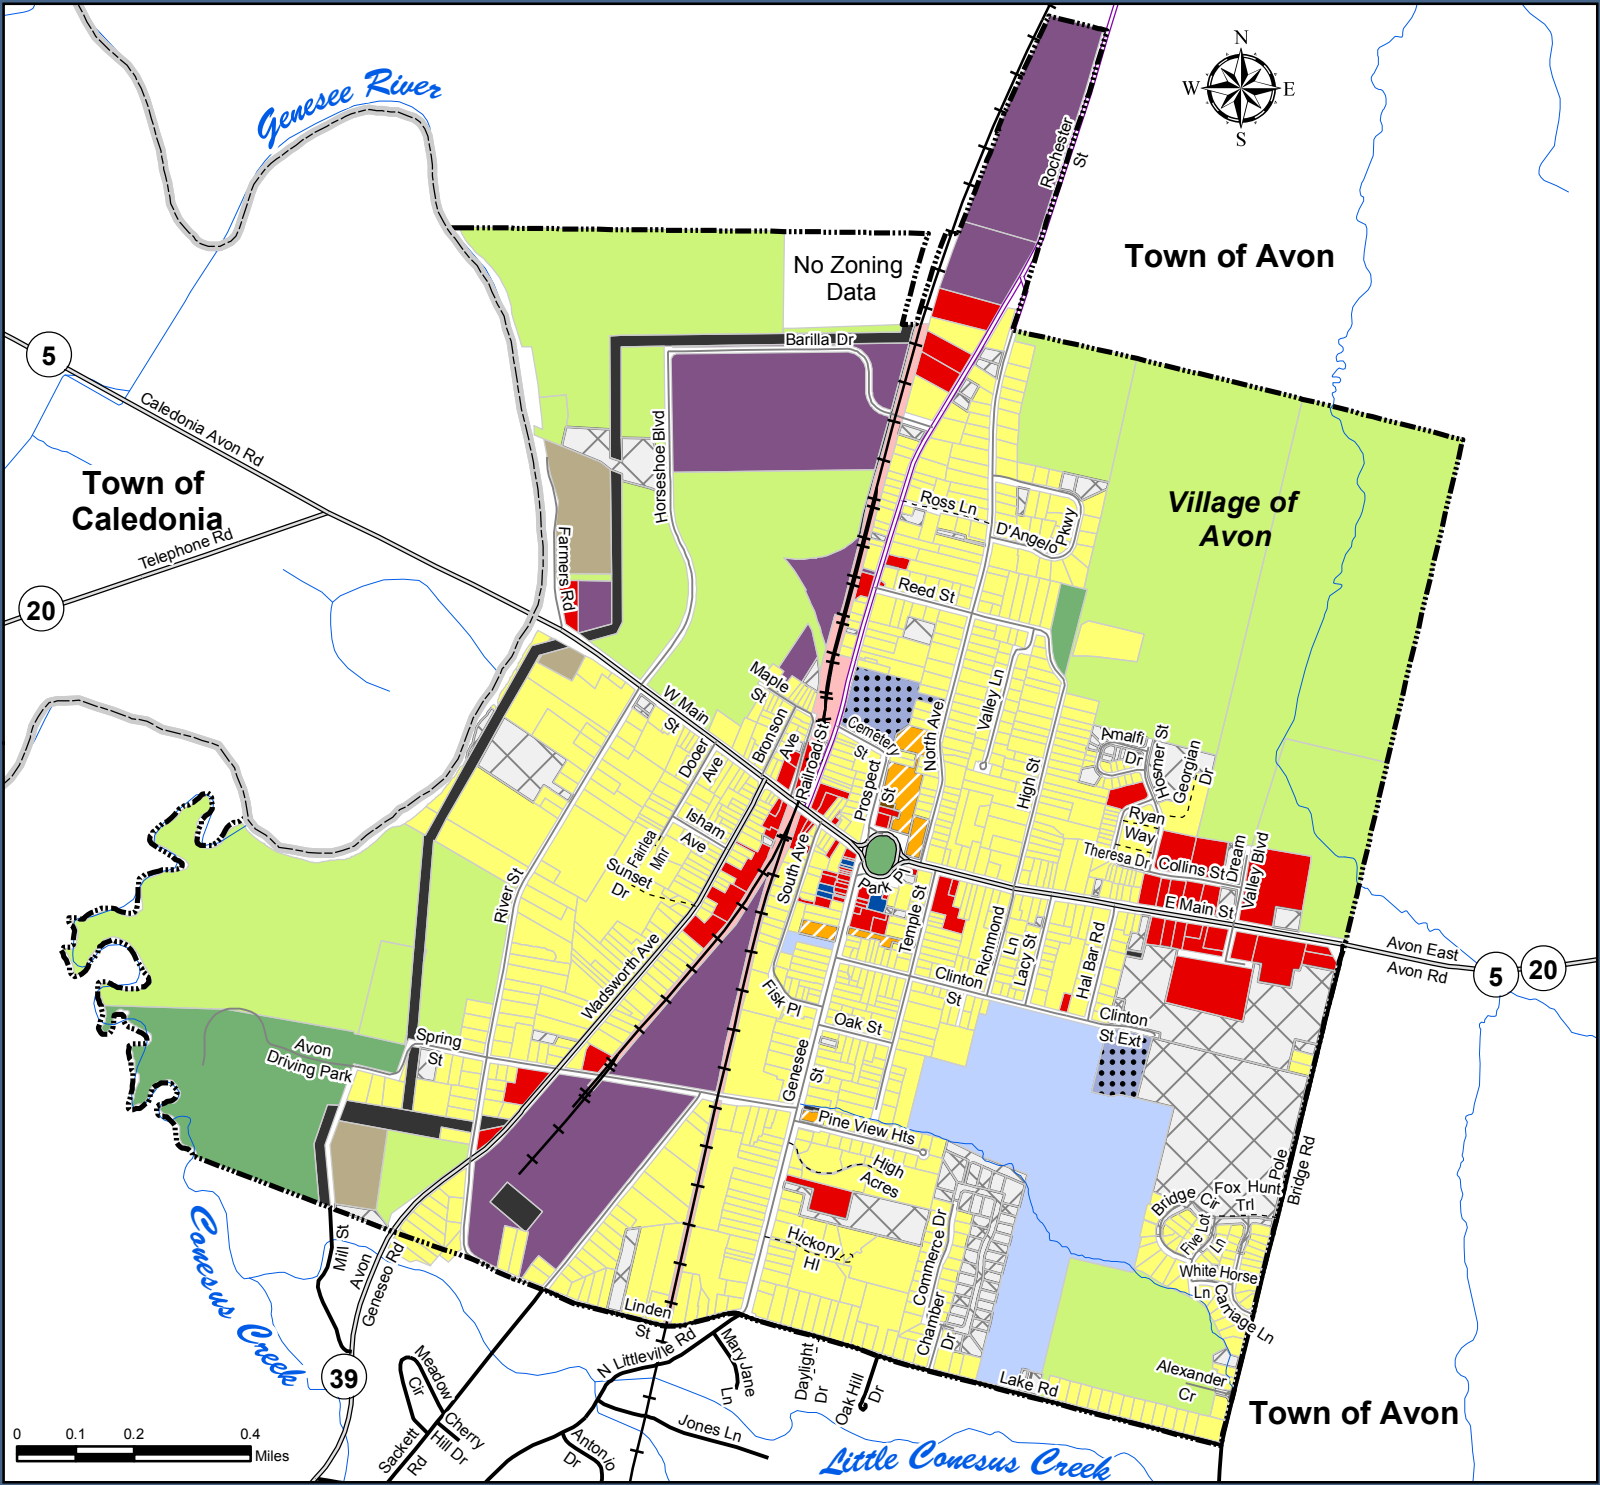 N
W
E
S
Genesee River
Rochester
St
Town of Avon
No Zoning
Data
Barilla Dr
5
Caledonia Avon Rd
Horseshoe Blvd
Town of
Caledonia
Telephone Rd
20
Farmers Rd
Village of
Avon
Ross Ln
D'Angelo
Pkwy
Reed St
Maple
St
W Main
St
Bronson
Ave
Dooer
Ave
Railroad St
Cemetery
St
North Ave
Valley Ln
High St
Amalfi
Dr
Hosmer St
Georgian
Dr
Prospect
St
Ryan
Way
Theresa Dr
Collins St
Dream
Valley Blvd
Isham
Ave
Fairlea
Mnr
Sunset
Dr
South Ave
Park Pl
Temple St
E Main St
River St
Wadsworth Ave
Richmond
Ln
Lacy St
Hal Bar Rd
Avon East
Avon Rd
5
20
Clinton
St
Fisk Pl
Oak St
Clinton
St Ext
Spring
St
Avon
Driving Park
Genesee
St
Pine View Hts
High
Acres
Hickory
Hl
Commerce Dr
Chamber
Dr
Pole
Bridge Rd
Bridge Cir
Fox Hunt
Trl
Five Lot
Ln
White Horse
Ln
Carriage Ln
Alexander
Cr
Lake Rd
Linden
St
Conesus Creek
Mill St
Avon
Geneseo Rd
39
Meadow
Cir
Cherry
Hill Dr
Sackett
Rd
N Littleville Rd
Mary Jane
Ln
Daylight
Dr
Oak Hill
Dr
Jones Ln
Antonio
Dr
Little Conesus Creek
Town of Avon
0 0.1 0.2 0.4
Miles